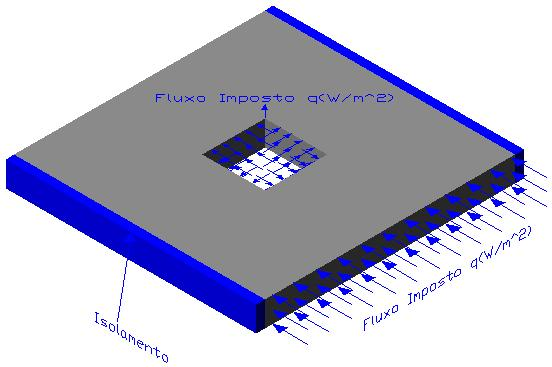 Fluxo Imposto q(W/m^2)
Fluxo Imposto q(W/m^2)
Isolamento